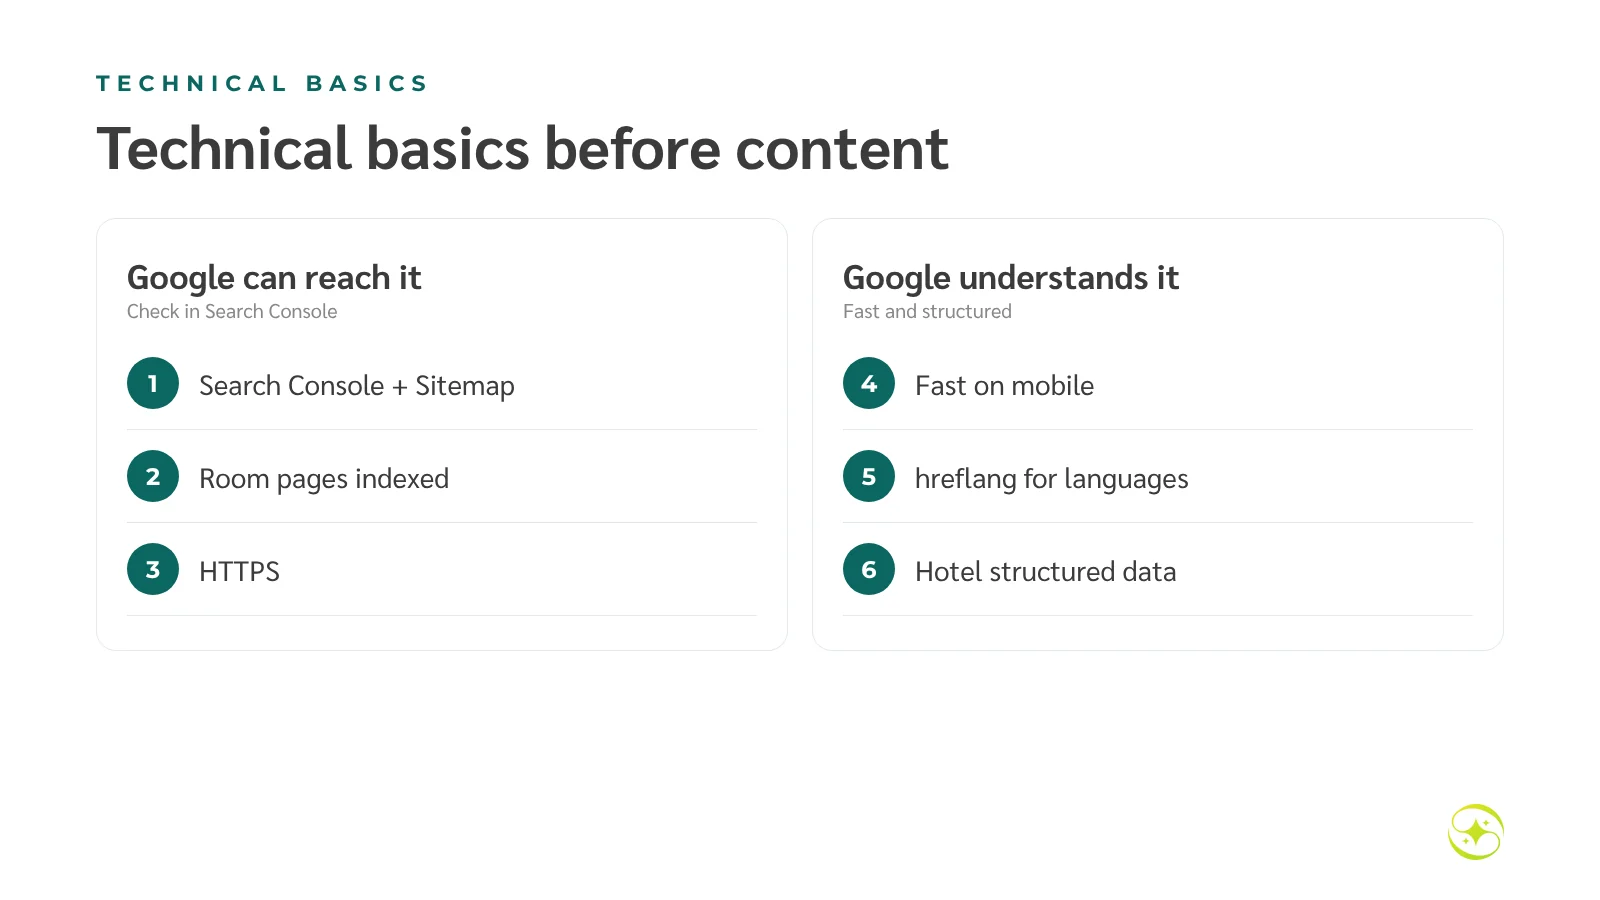 TECHNICAL BASICS
Technical basics before content
Google can reach it
Check in Search Console
1 Search Console + Sitemap
2 Room pages indexed
3 HTTPS
Google understands it
Fast and structured
4 Fast on mobile
5 hreflang for languages
6 Hotel structured data